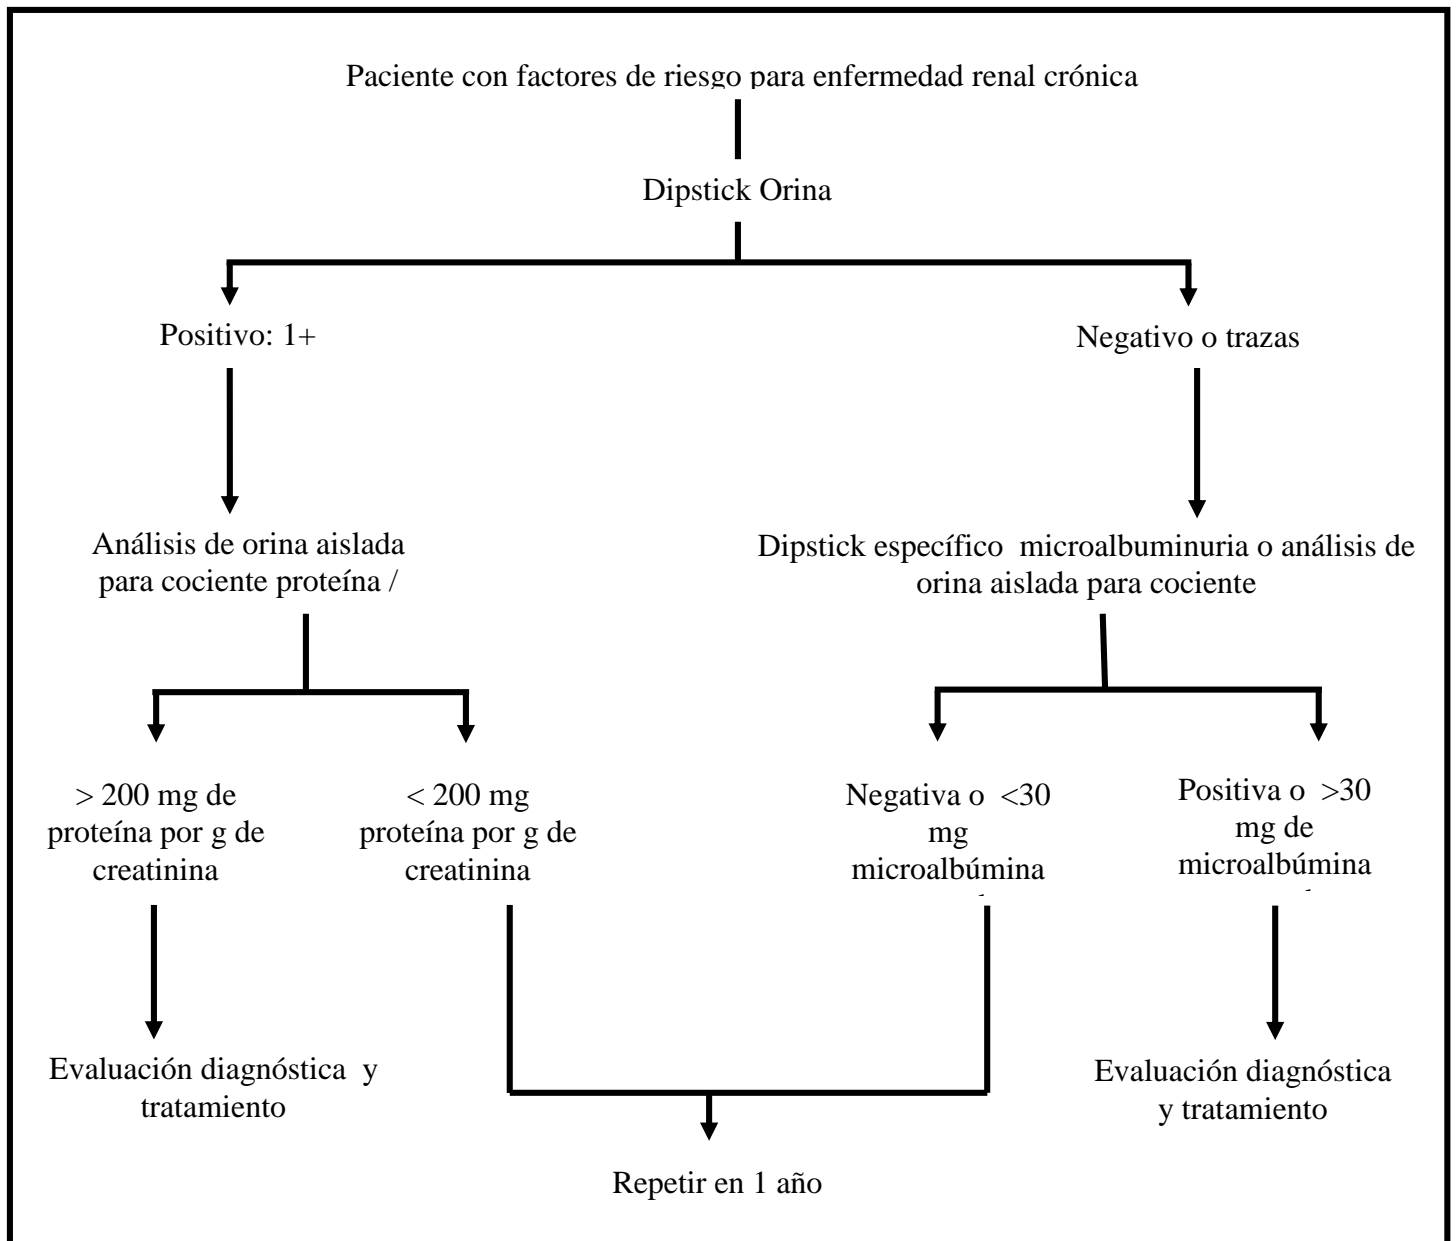 Paciente con factores de riesgo para enfermedad renal crónica
Dipstick Orina
Positivo: 1+
Negativo o trazas
Análisis de orina aislada
para cociente proteína /
Dipstick específico microalbuminuria o análisis de
orina aislada para cociente
> 200 mg de
proteína por g de
creatinina
< 200 mg
proteína por g de
creatinina
Negativa o <30
mg
microalbúmina
Positiva o >30
mg de
microalbúmina
Evaluación diagnóstica y
tratamiento
Evaluación diagnóstica
y tratamiento
Repetir en 1 año